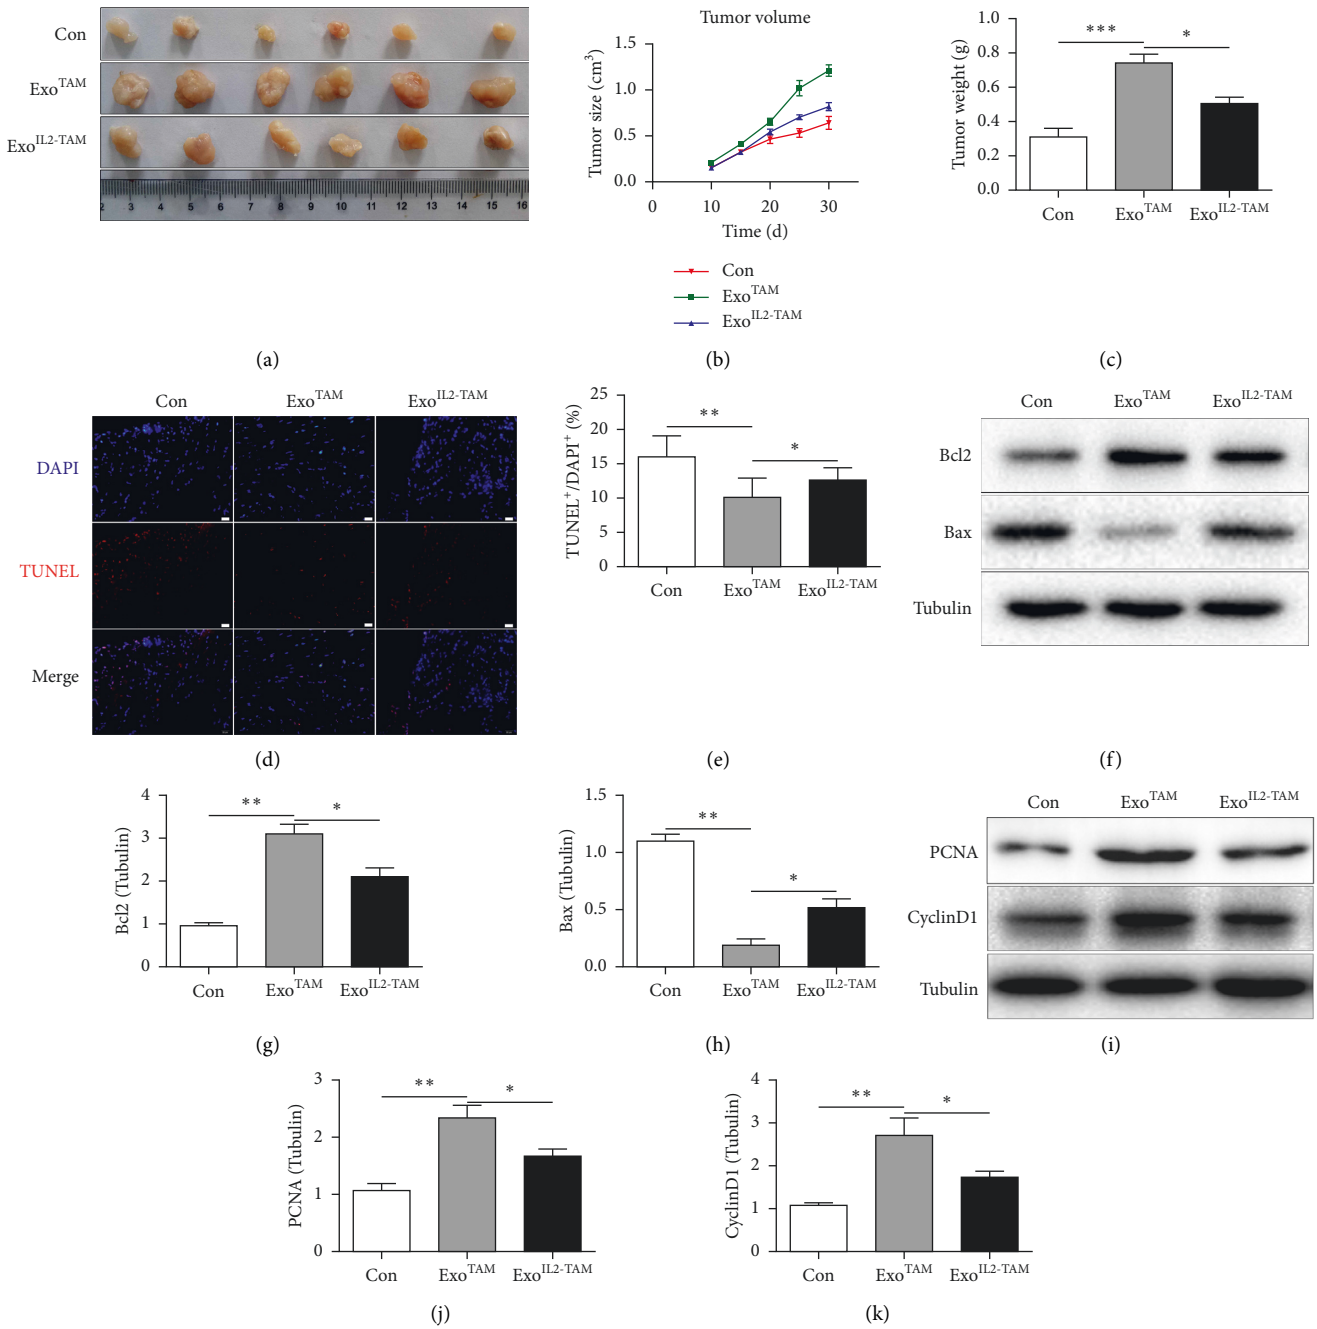 Con
Exo^TAM
Exo^IL2-TAM
2 3 4 5 6 7 8 9 10 11 12 13 14 15 16
(a)
Tumor volume
Tumor size (cm³)
1.5
1.0
0.5
0.0
0 10 20 30
Time (d)
Con
Exo^TAM
Exo^IL2-TAM
(b)
Tumor weight (g)
1.0
0.8
0.6
0.4
0.2
0.0
*** *
Con Exo^TAM Exo^IL2-TAM
(c)
Con Exo^TAM Exo^IL2-TAM
DAPI
TUNEL
Merge
(d)
TUNEL⁺/DAPI⁺ (%)
25
20
15
10
5
0
** *
Con Exo^TAM Exo^IL2-TAM
(e)
Con Exo^TAM Exo^IL2-TAM
Bcl2
Bax
Tubulin
(f)
Bcl2 (Tubulin)
4
3
2
1
0
** *
Con Exo^TAM Exo^IL2-TAM
(g)
Bax (Tubulin)
1.5
1.0
0.5
0.0
** *
Con Exo^TAM Exo^IL2-TAM
(h)
Con Exo^TAM Exo^IL2-TAM
PCNA
CyclinD1
Tubulin
(i)
PCNA (Tubulin)
3
2
1
0
** *
Con Exo^TAM Exo^IL2-TAM
(j)
CyclinD1 (Tubulin)
4
3
2
1
0
** *
Con Exo^TAM Exo^IL2-TAM
(k)